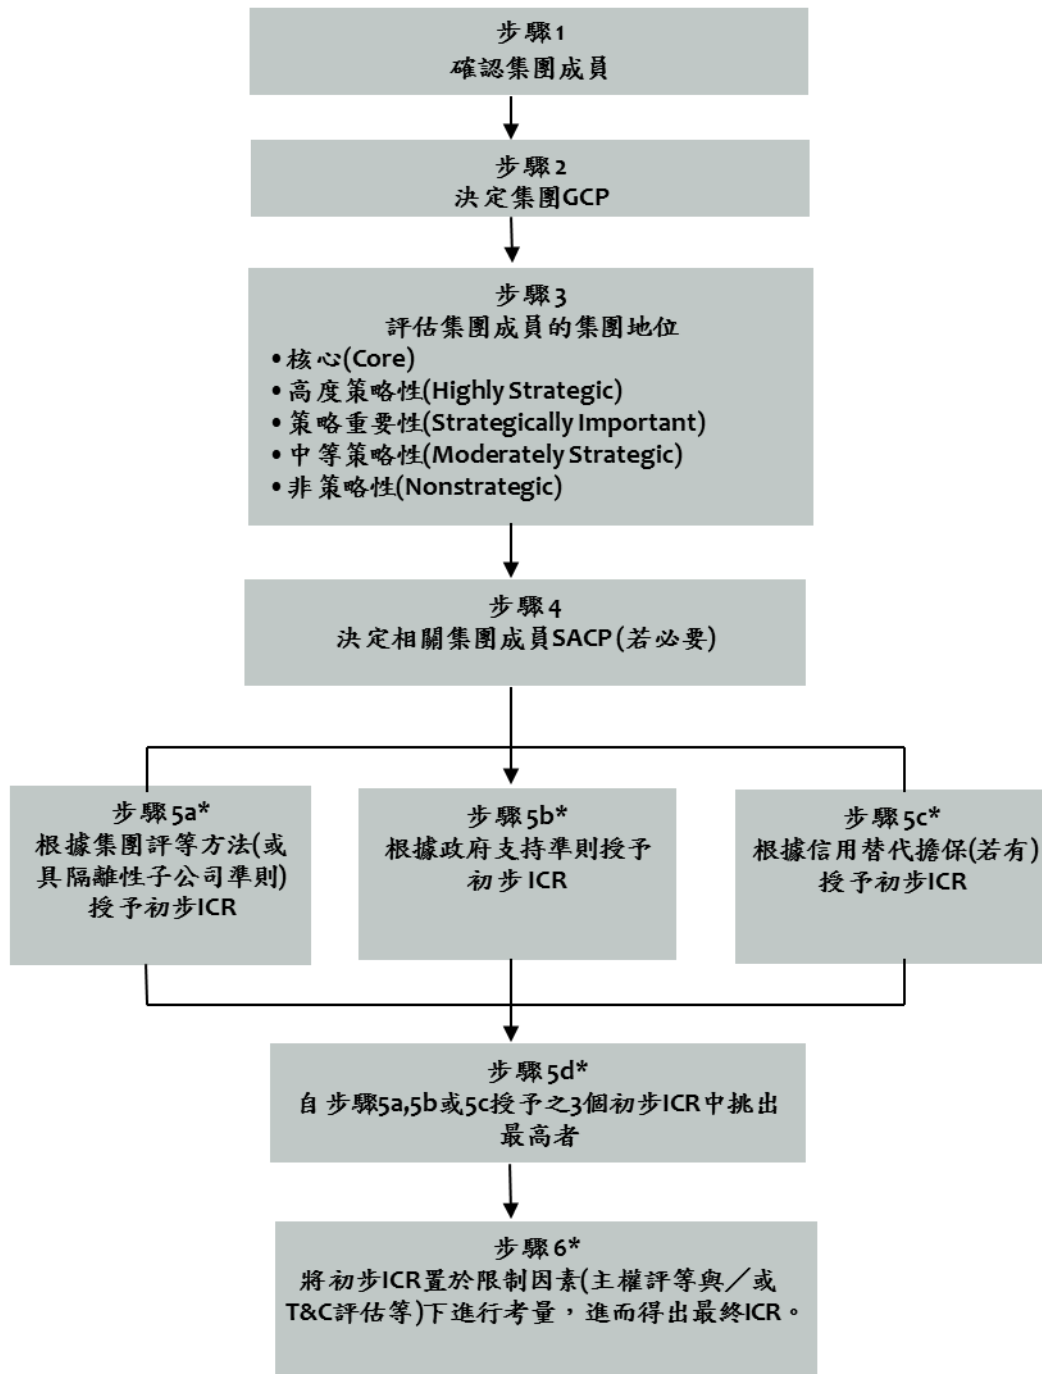 步驟1
確認集團成員
步驟2
決定集團GCP
步驟3
評估集團成員的集團地位
•核心(Core)
•高度策略性(Highly Strategic)
•策略重要性(Strategically Important)
•中等策略性(Moderately Strategic)
•非策略性(Nonstrategic)
步驟4
決定相關集團成員SACP(若必要)
步驟5a*
根據集團評等方法(或
具隔離性子公司準則)
授予初步ICR
步驟5b*
根據政府支持準則授予
初步 ICR
步驟5c*
根據信用替代擔保(若有)
授予初步ICR
步驟5d*
自步驟5a,5b或5c授予之3個初步ICR中挑出
最高者
步驟6*
將初步ICR置於限制因素(主權評等與／或
T&C評估等)下進行考量，進而得出最終ICR。